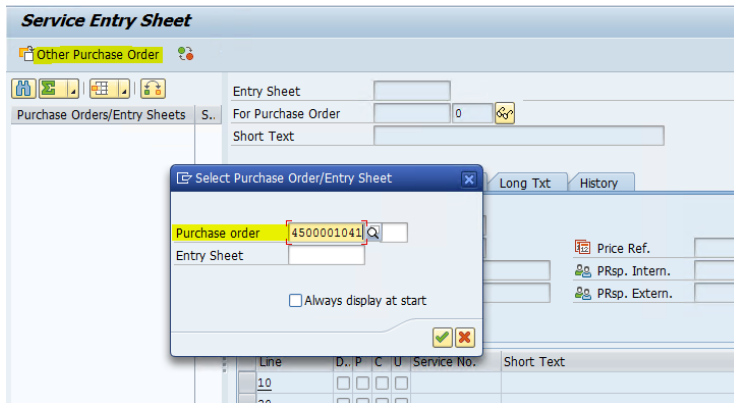 Service Entry Sheet
Other Purchase Order
Entry Sheet
Purchase Orders/Entry Sheets S..
For Purchase Order 0
Short Text
Select Purchase Order/Entry Sheet
Long Txt History
Purchase order 4500001041
Entry Sheet
Price Ref.
PRsp. Intern.
PRsp. Extern.
Always display at start
Line D.. P C U Service No. Short Text
10
20